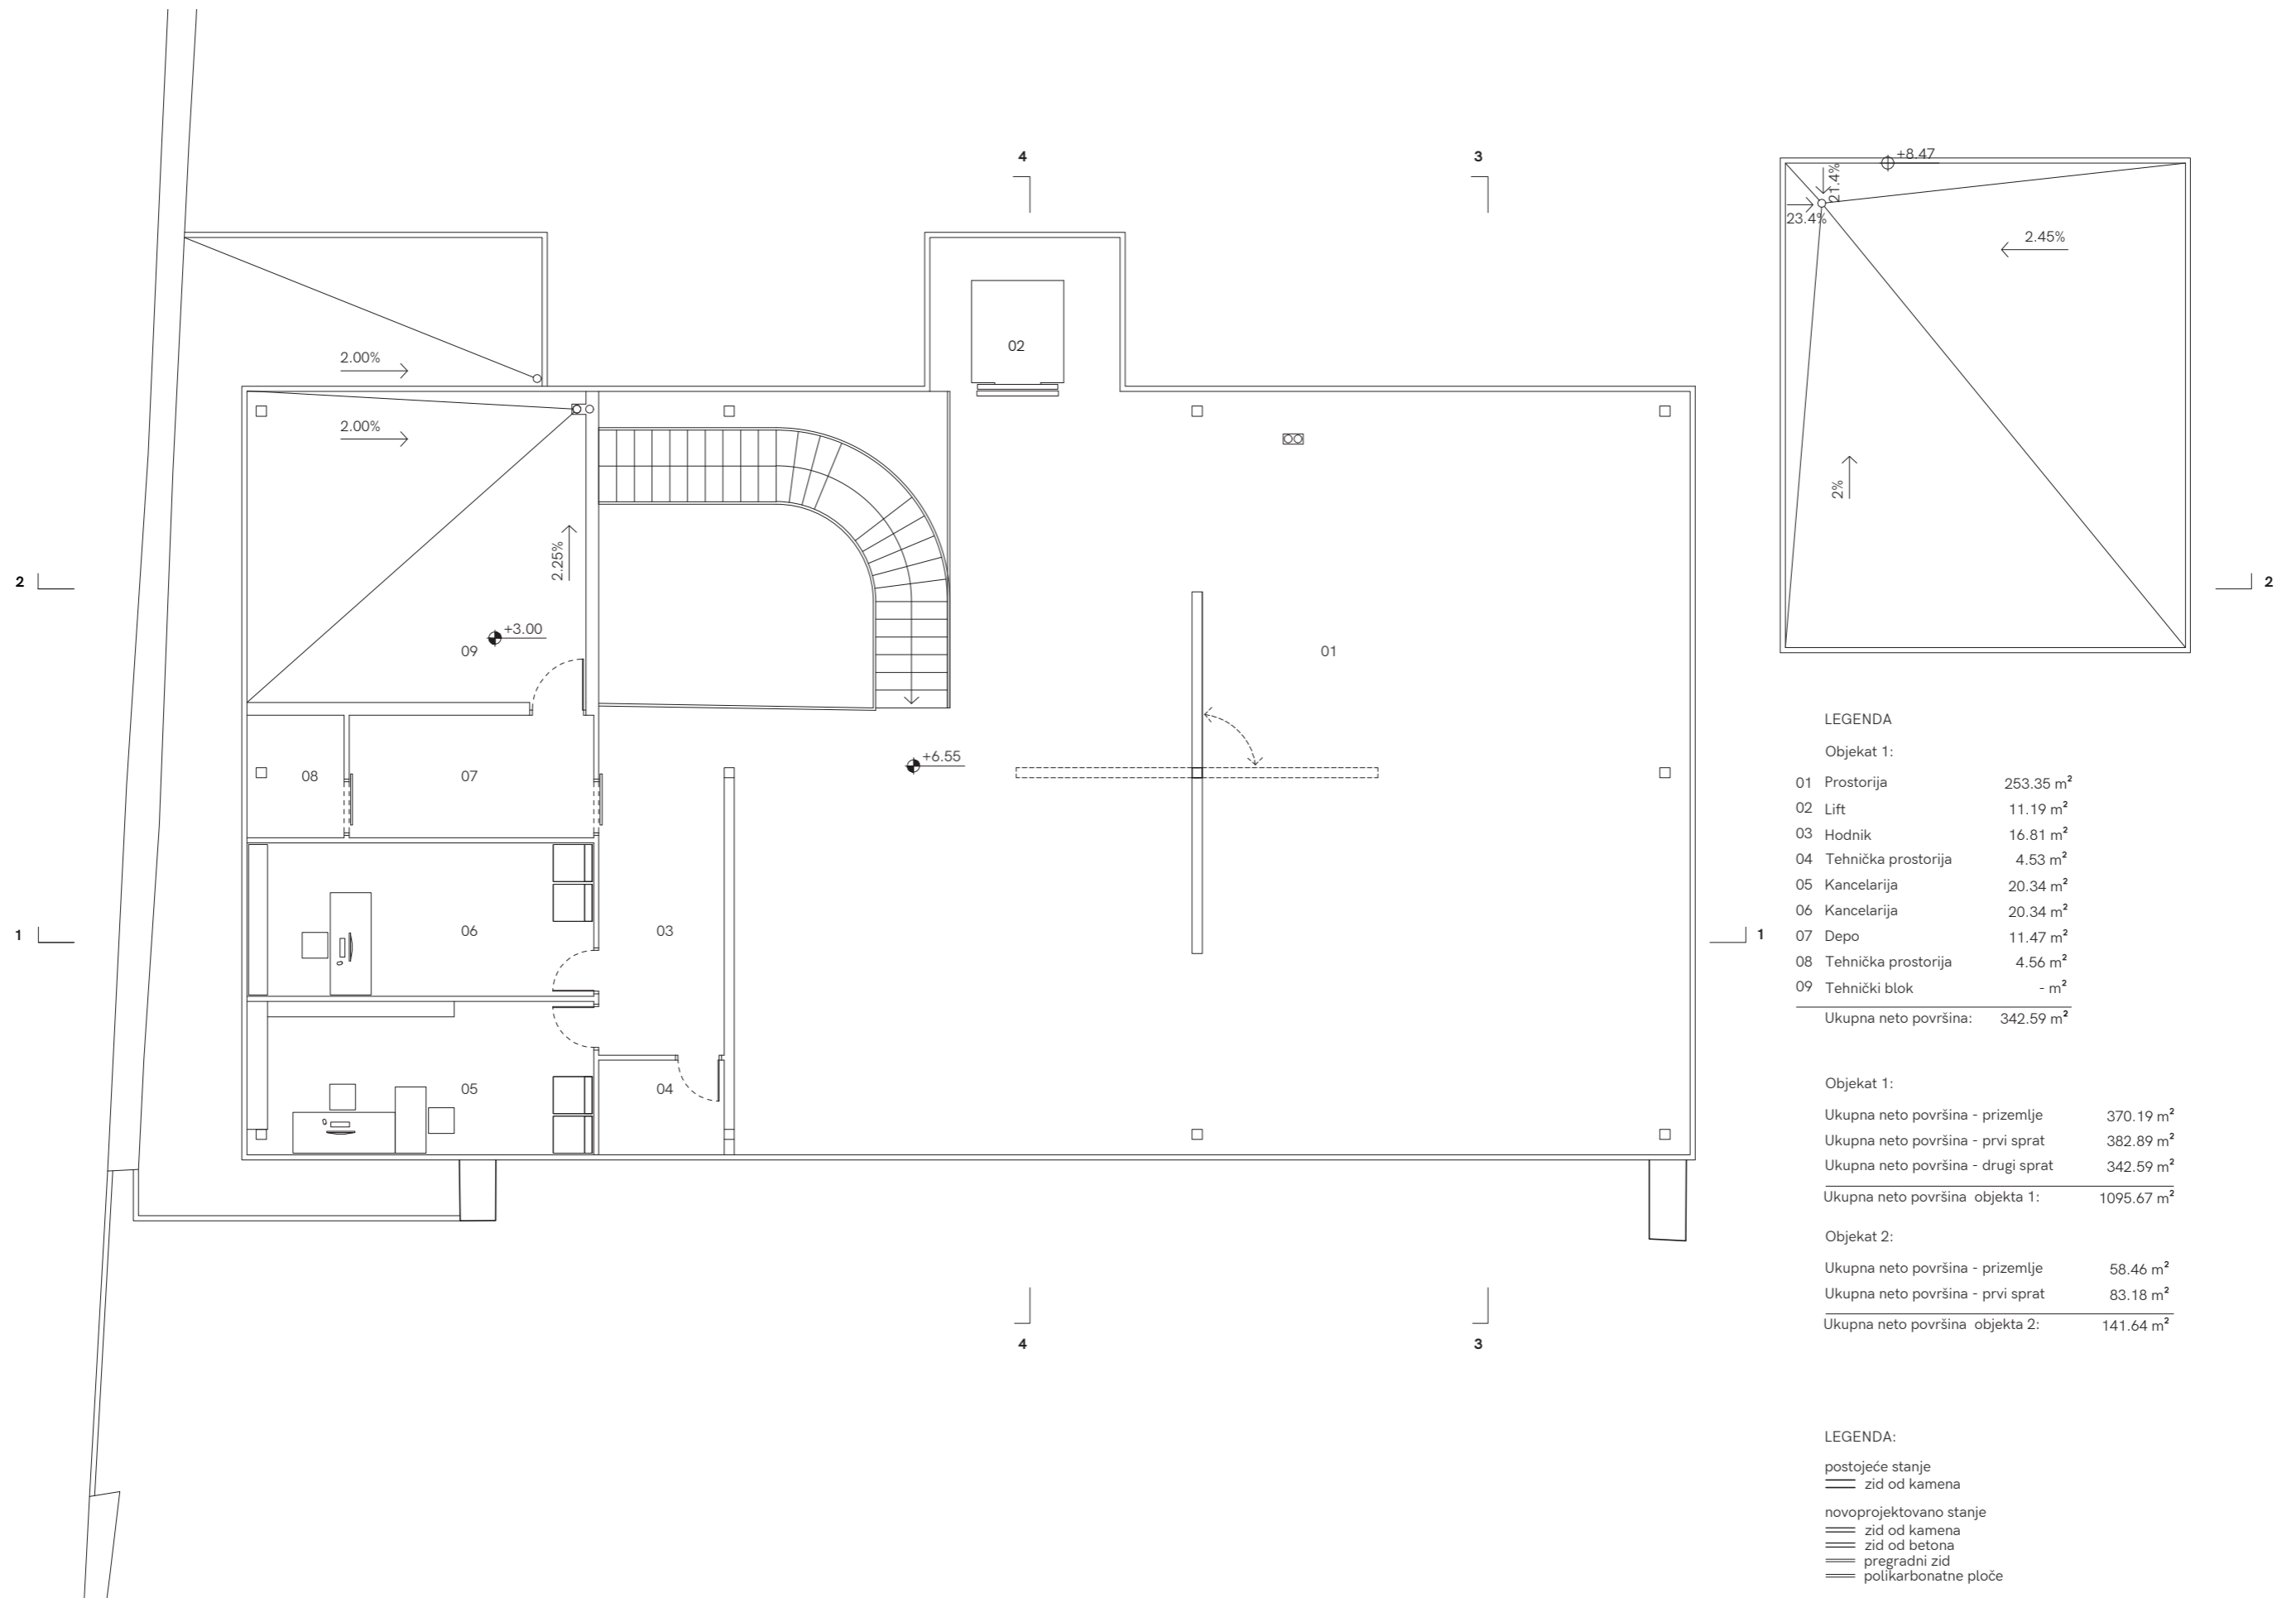 4
3
+8.47
21.4%
23.4%
2.45%
02
2.00%
2.00%
2%
2.25%
2
2
+3.00
09
01
+6.55
08
07
06
03
1
1
05
04
4
3
LEGENDA
Objekat 1:
01 Prostorija 253.35 m²
02 Lift 11.19 m²
03 Hodnik 16.81 m²
04 Tehnička prostorija 4.53 m²
05 Kancelarija 20.34 m²
06 Kancelarija 20.34 m²
07 Depo 11.47 m²
08 Tehnička prostorija 4.56 m²
09 Tehnički blok - m²
Ukupna neto površina: 342.59 m²
Objekat 1:
Ukupna neto površina - prizemlje 370.19 m²
Ukupna neto površina - prvi sprat 382.89 m²
Ukupna neto površina - drugi sprat 342.59 m²
Ukupna neto površina objekta 1: 1095.67 m²
Objekat 2:
Ukupna neto površina - prizemlje 58.46 m²
Ukupna neto površina - prvi sprat 83.18 m²
Ukupna neto površina objekta 2: 141.64 m²
LEGENDA:
postojeće stanje
zid od kamena
novoprojektovano stanje
zid od kamena
zid od betona
pregradni zid
polikarbonatne ploče